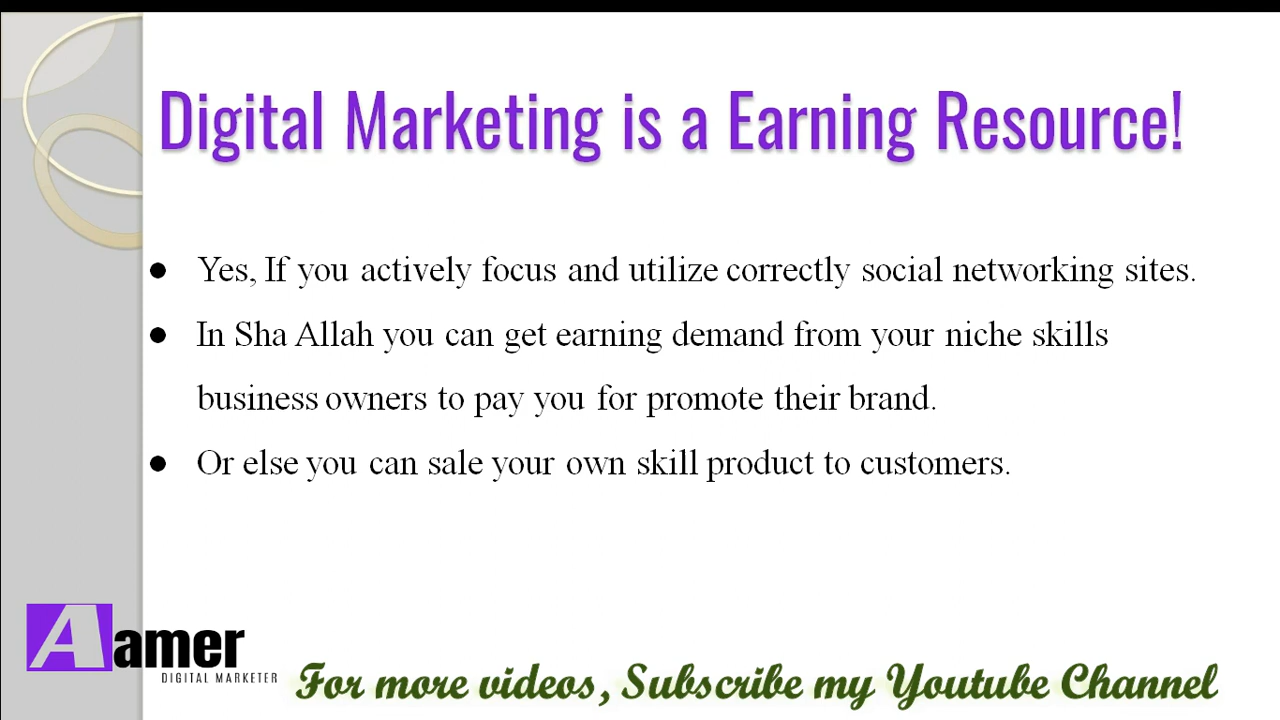 Digital Marketing is a Earning Resource!
● Yes, If you actively focus and utilize correctly social networking sites.
● In Sha Allah you can get earning demand from your niche skills
business owners to pay you for promote their brand.
● Or else you can sale your own skill product to customers.
Aamer
DIGITAL MARKETER
For more videos, Subscribe my Youtube Channel